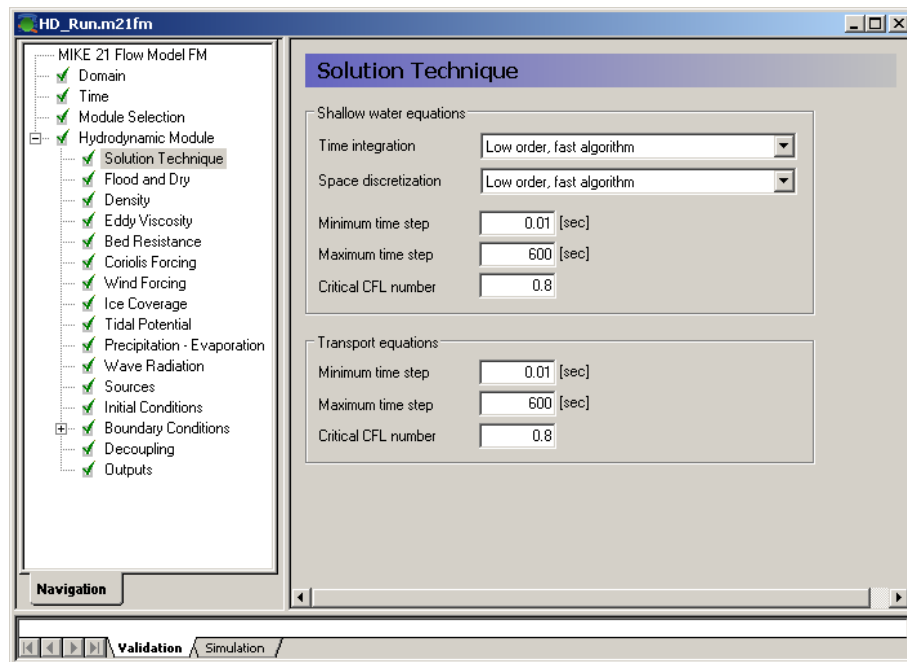 HD_Run.m21fm
MIKE 21 Flow Model FM
Domain
Time
Module Selection
Hydrodynamic Module
Solution Technique
Flood and Dry
Density
Eddy Viscosity
Bed Resistance
Coriolis Forcing
Wind Forcing
Ice Coverage
Tidal Potential
Precipitation - Evaporation
Wave Radiation
Sources
Initial Conditions
Boundary Conditions
Decoupling
Outputs
Navigation
Solution Technique
Shallow water equations
Time integration Low order, fast algorithm
Space discretization Low order, fast algorithm
Minimum time step 0.01 [sec]
Maximum time step 600 [sec]
Critical CFL number 0.8
Transport equations
Minimum time step 0.01 [sec]
Maximum time step 600 [sec]
Critical CFL number 0.8
Validation Simulation